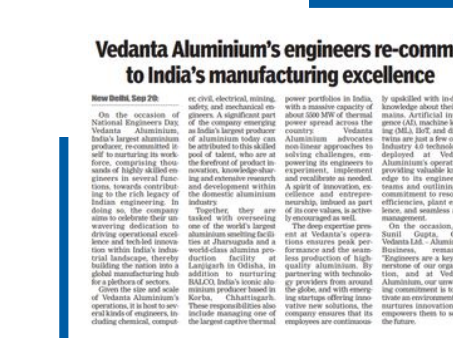 Vedanta Aluminium's engineers re-comm
to India's manufacturing excellence
New Delhi, Sep 20:
On the occasion of
National Engineers Day,
Vedanta Aluminium,
India's largest aluminium
producer, re-committed it-
self to nurturing its work-
force, comprising thou-
sands of highly skilled en-
gineers in several func-
tions, towards contribut-
ing to the rich legacy of
Indian engineering. In
doing so, the company
aims to celebrate their un-
wavering dedication to
driving operational excel-
lence and tech-led innova-
tion within India's indus-
trial landscape, thereby
building the nation into a
global manufacturing hub
for a plethora of sectors.
Given the size and scale
of Vedanta Aluminium's
operations, it is host to sev-
eral kinds of engineers, in-
cluding chemical, comput-
er, civil, electrical, mining,
safety, and mechanical en-
gineers. A significant part
of the company emerging
as India's largest producer
of aluminium today can
be attributed to this skilled
pool of talent, who are at
the forefront of product in-
novation, knowledge-shar-
ing and extensive research
and development within
the domestic aluminium
industry.
Together, they are
tasked with overseeing
one of the world's largest
aluminium smelting facili-
ties at Jharsuguda and a
world-class alumina pro-
duction facility at
Lanjigarh in Odisha, in
addition to nurturing
BALCO, India's iconic alu-
minium producer based in
Korba, Chhattisgarh.
These responsibilities also
include managing one of
the largest captive thermal
power portfolios in India,
with a massive capacity of
about 5500 MW of thermal
power spread across the
country. Vedanta
Aluminium advocates
non-linear approaches to
solving challenges, em-
powering its engineers to
experiment, implement
and recalibrate as needed.
A spirit of innovation, ex-
cellence and entrepre-
neurship, imbued as part
of its core values, is active-
ly encouraged as well.
The deep expertise pres-
ent at Vedanta's opera-
tions ensures peak per-
formance and the seam-
less production of high-
quality aluminium. By
partnering with technolo-
gy providers from around
the globe, and with emerg-
ing startups offering inno-
vative new solutions, the
company ensures that its
employees are continuous-
ly upskilled with in-d
knowledge about their
mains. Artificial in
gence (AI), machine l
ing (ML), IIoT, and di
twins are just a few o
Industry 4.0 technolo
deployed at Ved
Aluminium's operat
providing valuable k
edge to its engineer
teams and outlining
commitment to reso
efficiencies, plant e
lence, and seamless
management.
On the occasion,
Sunil Gupta,
Vedanta Ltd. – Alumi
Business, remar
"Engineers are a key
nerstone of our orga
tion, and at Ved
Aluminium, our unw
ing commitment is to
tivate an environment
nurtures innovation
empowers them to s
the future.